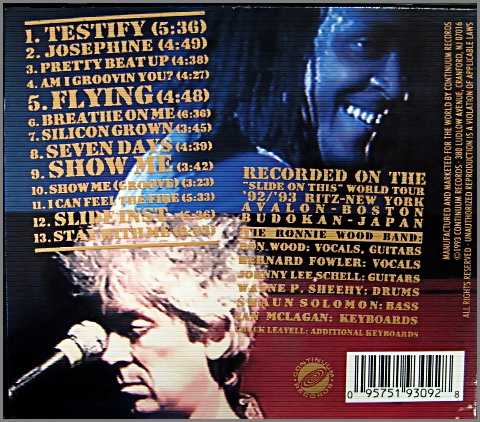 1. TESTIFY (5:36)
2. JOSEPHINE (4:49)
3. PRETTY BEAT UP (4:38)
4. AM I GROOVIN YOU? (4:27)
5. FLYING (4:48)
6. BREATHE ON ME (6:36)
7. SILICON GROWN (3:45)
8. SEVEN DAYS (4:39)
9. SHOW ME (3:42)
10. SHOW ME (GROOVE) (3:23)
11. I CAN FEEL THE FIRE (5:33)
12. SLIDE INST.
13. STAY WITH ME
RECORDED ON THE
"SLIDE ON THIS" WORLD TOUR
'92/'93 RITZ-NEW YORK
AVALON-BOSTON
BUDOKAN-JAPAN
THE RONNIE WOOD BAND:
RON WOOD: VOCALS, GUITARS
BERNARD FOWLER: VOCALS
JOHNNY LEE SCHELL: GUITARS
WAYNE P. SHEEHY: DRUMS
SHAUN SOLOMON: BASS
IAN MCLAGAN: KEYBOARDS
CHUCK LEAVELL: ADDITIONAL KEYBOARDS
MANUFACTURED AND MARKETED FOR THE WORLD BY CONTINUUM RECORDS
©1993 CONTINUUM RECORDS · 380 LUDLOW AVENUE, CRANFORD, NJ 07016
ALL RIGHTS RESERVED · UNAUTHORIZED REPRODUCTION IS A VIOLATION OF APPLICABLE LAWS
CONTINUUM
RECORDS
0 95751 93092 8